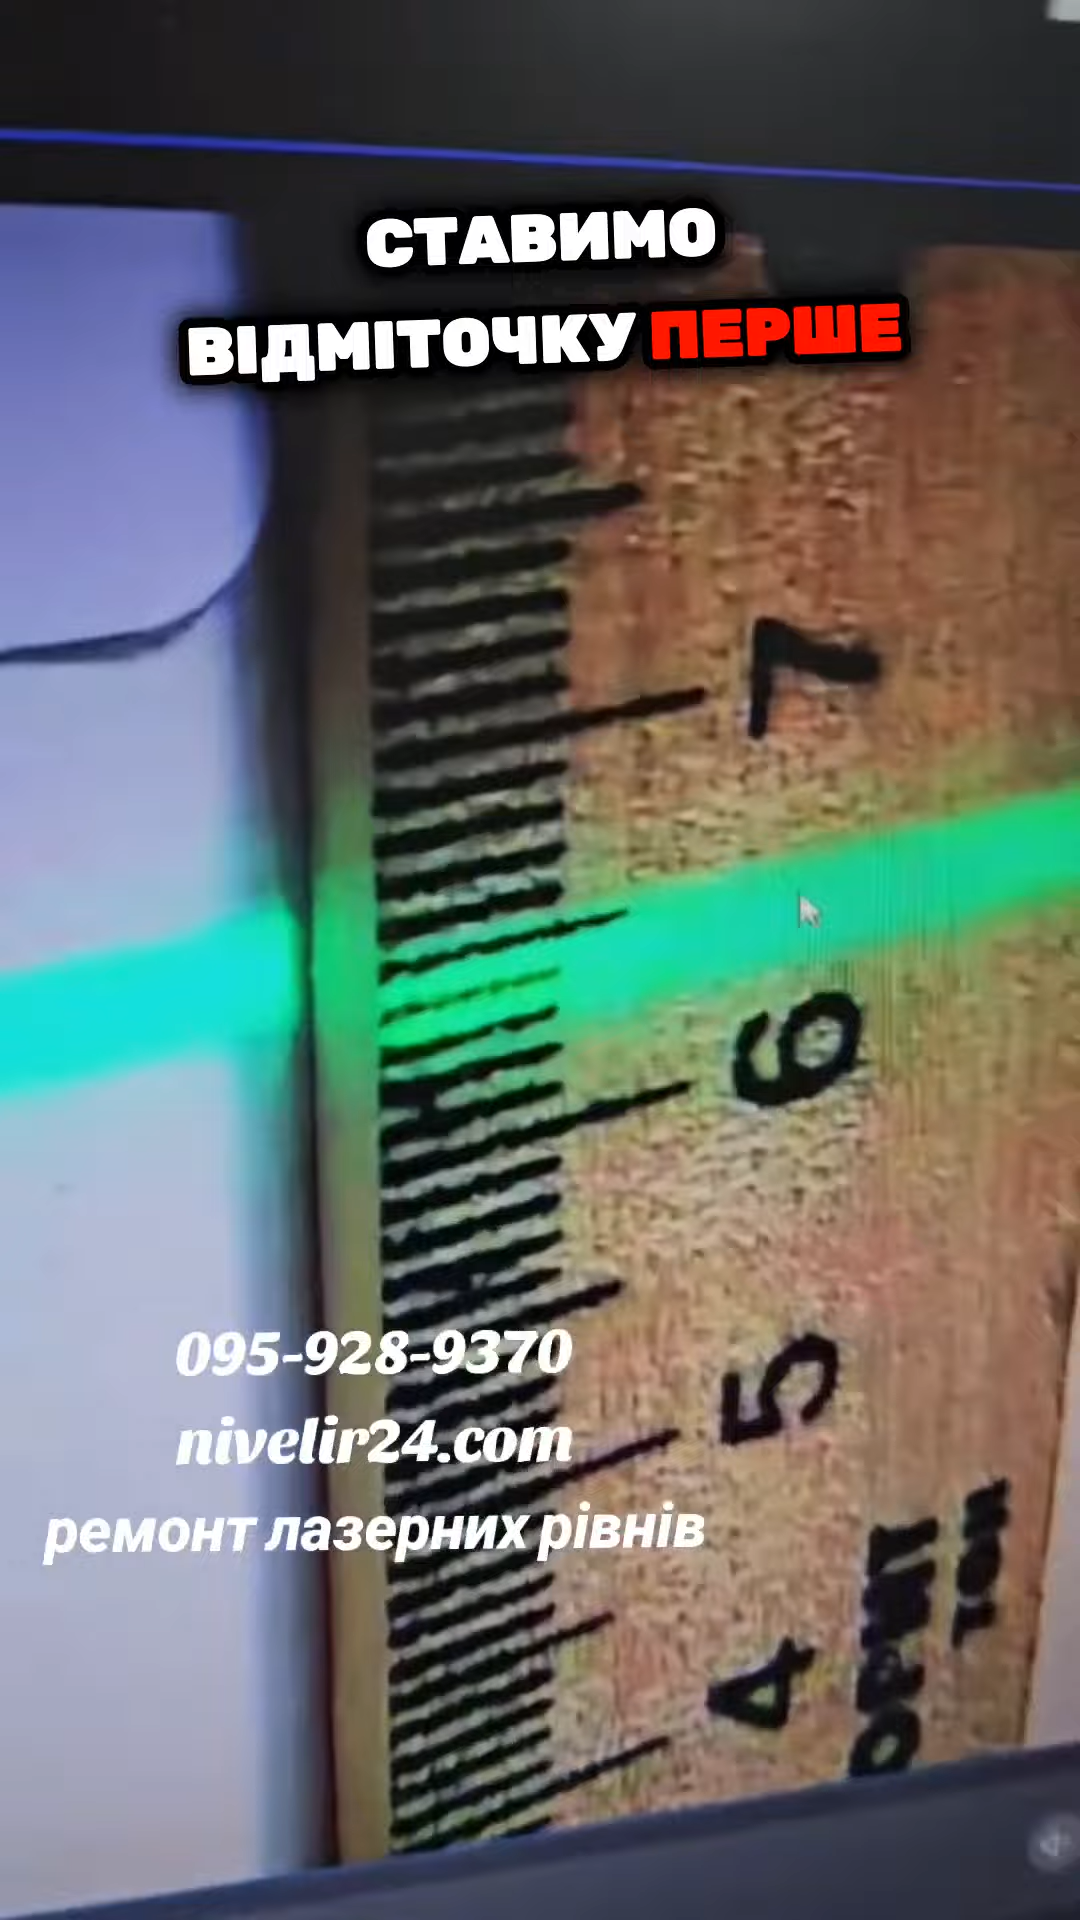 СТАВИМО
ВІДМІТОЧКУ ПЕРШЕ
7
6
5
4
095-928-9370
nivelir24.com
ремонт лазерних рівнів